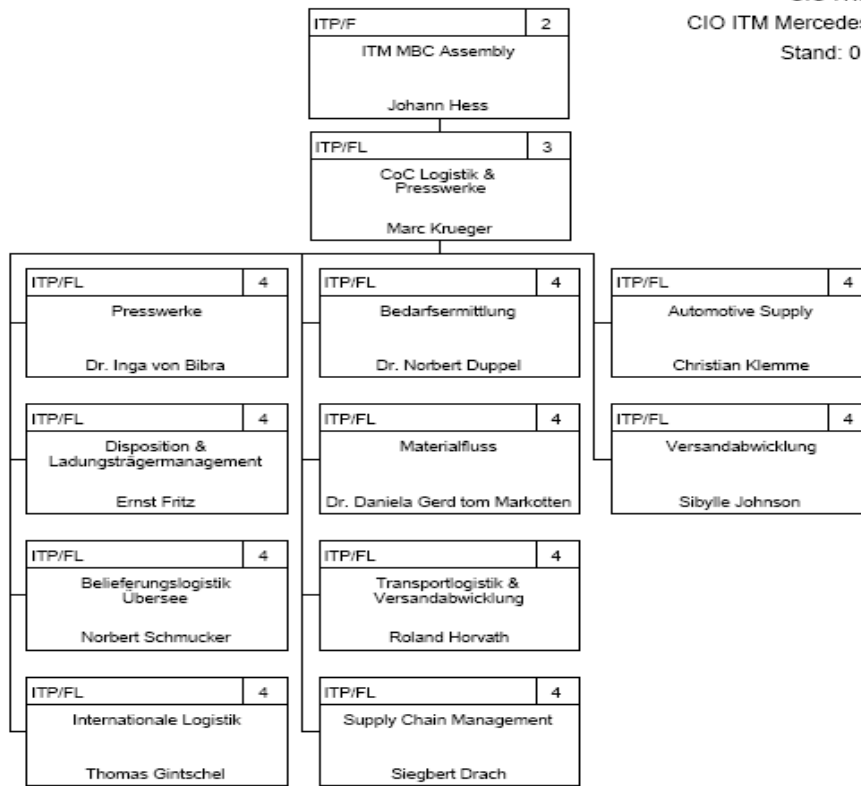 CIO ITM Mercedes
Stand: 0
ITP/F 2
ITM MBC Assembly
Johann Hess
ITP/FL 3
CoC Logistik &
Presswerke
Marc Krueger
ITP/FL 4
Presswerke
Dr. Inga von Bibra
ITP/FL 4
Disposition &
Ladungsträgermanagement
Ernst Fritz
ITP/FL 4
Belieferungslogistik
Übersee
Norbert Schmucker
ITP/FL 4
Internationale Logistik
Thomas Gintschel
ITP/FL 4
Bedarfsermittlung
Dr. Norbert Duppel
ITP/FL 4
Materialfluss
Dr. Daniela Gerd tom Markotten
ITP/FL 4
Transportlogistik &
Versandabwicklung
Roland Horvath
ITP/FL 4
Supply Chain Management
Siegbert Drach
ITP/FL 4
Automotive Supply
Christian Klemme
ITP/FL 4
Versandabwicklung
Sibylle Johnson